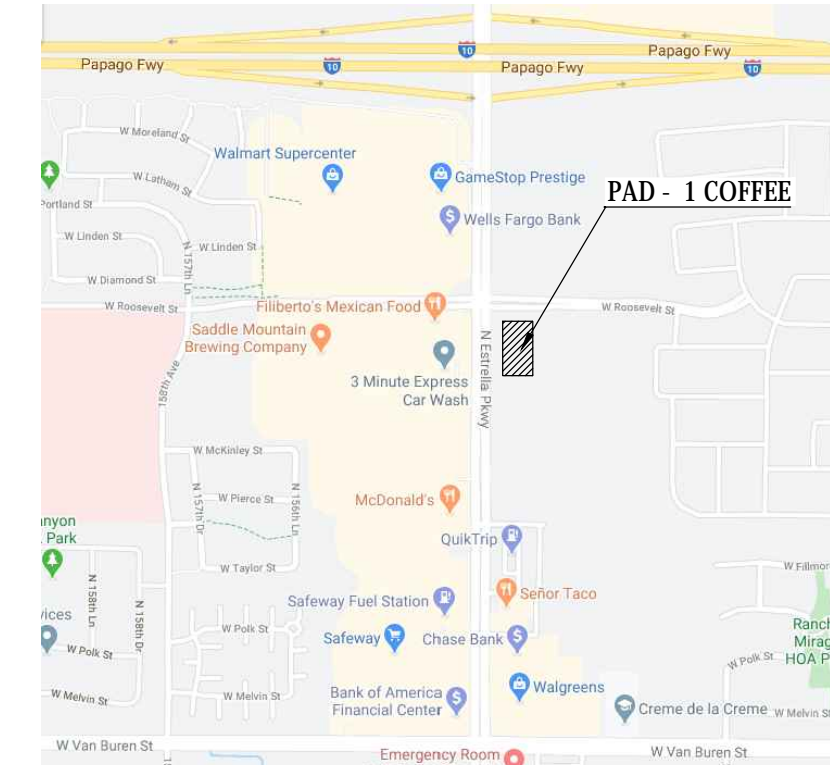 10
Papago Fwy
10
Papago Fwy
Papago Fwy
10
W Moreland St
Walmart Supercenter
GameStop Prestige
W Latham St
PAD - 1 COFFEE
Portland St
Wells Fargo Bank
W Linden St
W Linden St
N 157th Ln
W Diamond St
W Roosevelt St
Filiberto's Mexican Food
W Roosevelt St
Saddle Mountain
Brewing Company
N Estrella Pkwy
3 Minute Express
Car Wash
158th Ave
W McKinley St
McDonald's
N 157th Dr
W Pierce St
N 156th Ln
nyon
Park
QuikTrip
W Taylor St
W Fillmor
N 158th Ln
N 158th Dr
Safeway Fuel Station
Señor Taco
vices
W Polk St
Safeway
Chase Bank
Ranch
Mirag
HOA P
W Polk St
W Polk St
W Melvin St
W Melvin St
Bank of America
Financial Center
Walgreens
Creme de la Creme
W Melvin S
W Van Buren St
Emergency Room
W Van Buren St